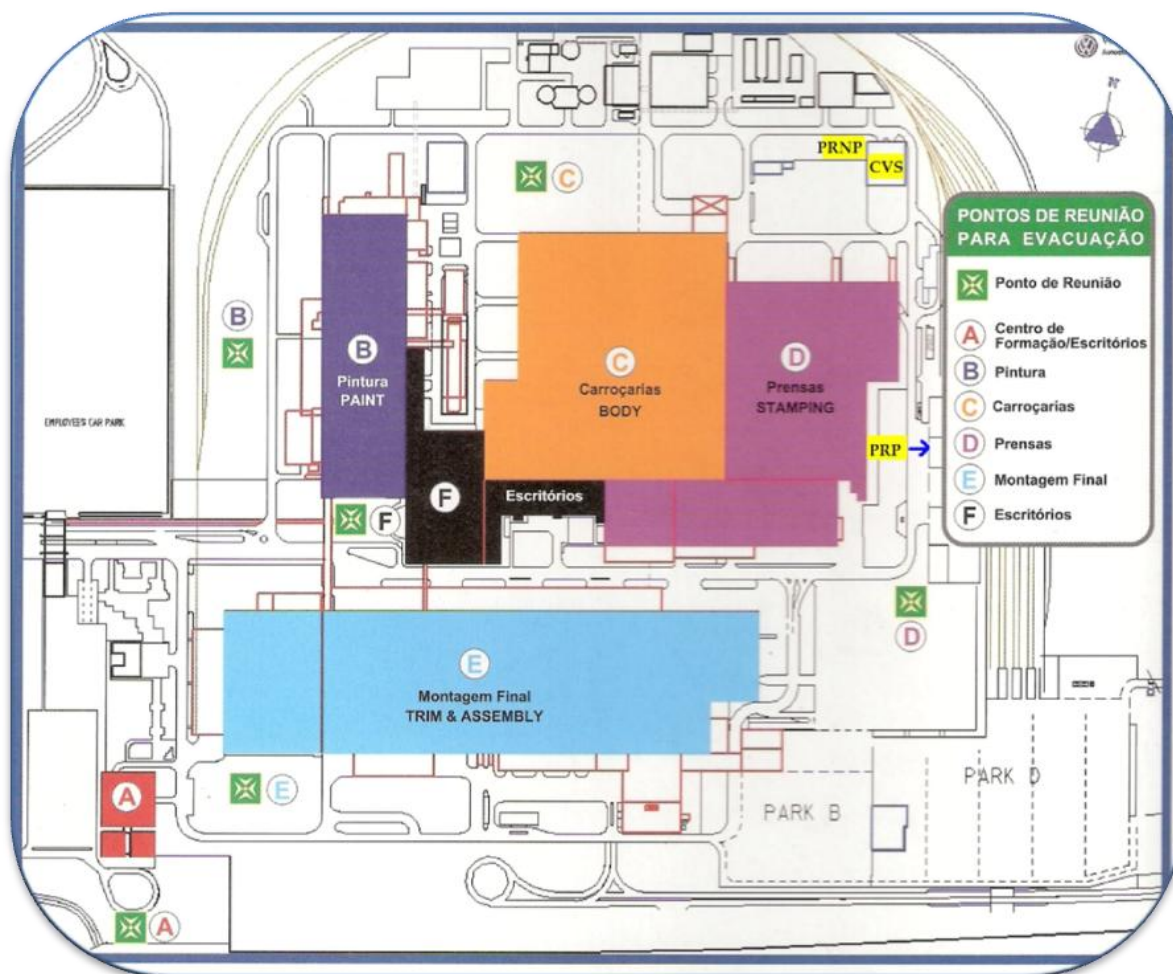 N
PRNP
CVS
C
PONTOS DE REUNIÃO
PARA EVACUAÇÃO
Ponto de Reunião
A Centro de
Formação/Escritórios
B Pintura
C Carroçarias
D Prensas
E Montagem Final
F Escritórios
B
B
Pintura
PAINT
C
Carroçarias
BODY
D
Prensas
STAMPING
EMPLOYEES CAR PARK
PRP
F
Escritórios
F
D
E
Montagem Final
TRIM & ASSEMBLY
A
E
PARK B
PARK D
A